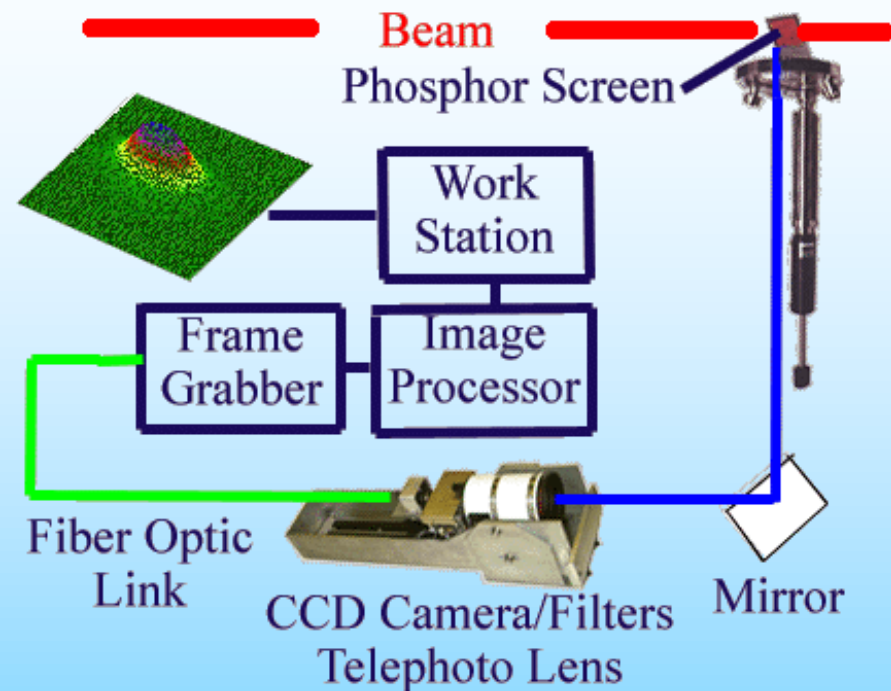 Beam
Phosphor Screen
Work
Station
Frame
Grabber
Image
Processor
Fiber Optic
Link
CCD Camera/Filters
Telephoto Lens
Mirror